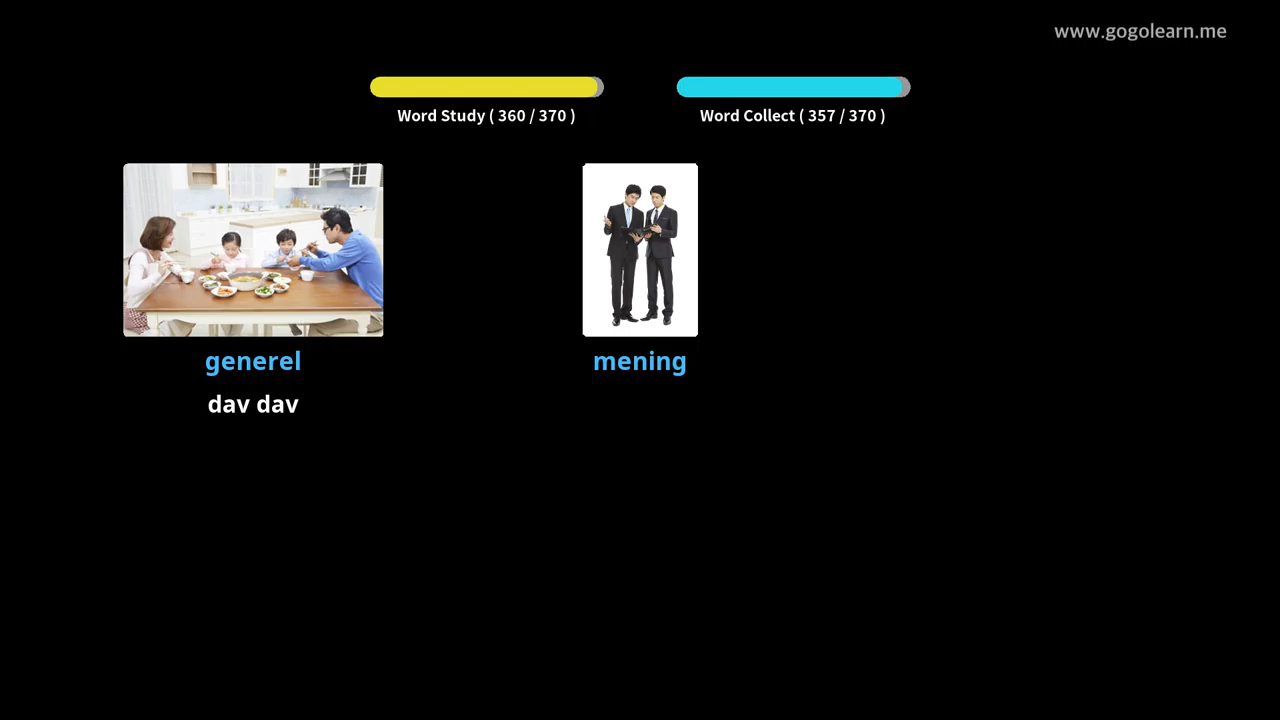 www.gogolearn.me
Word Study ( 360 / 370 )
Word Collect ( 357 / 370 )
generel
mening
dav dav